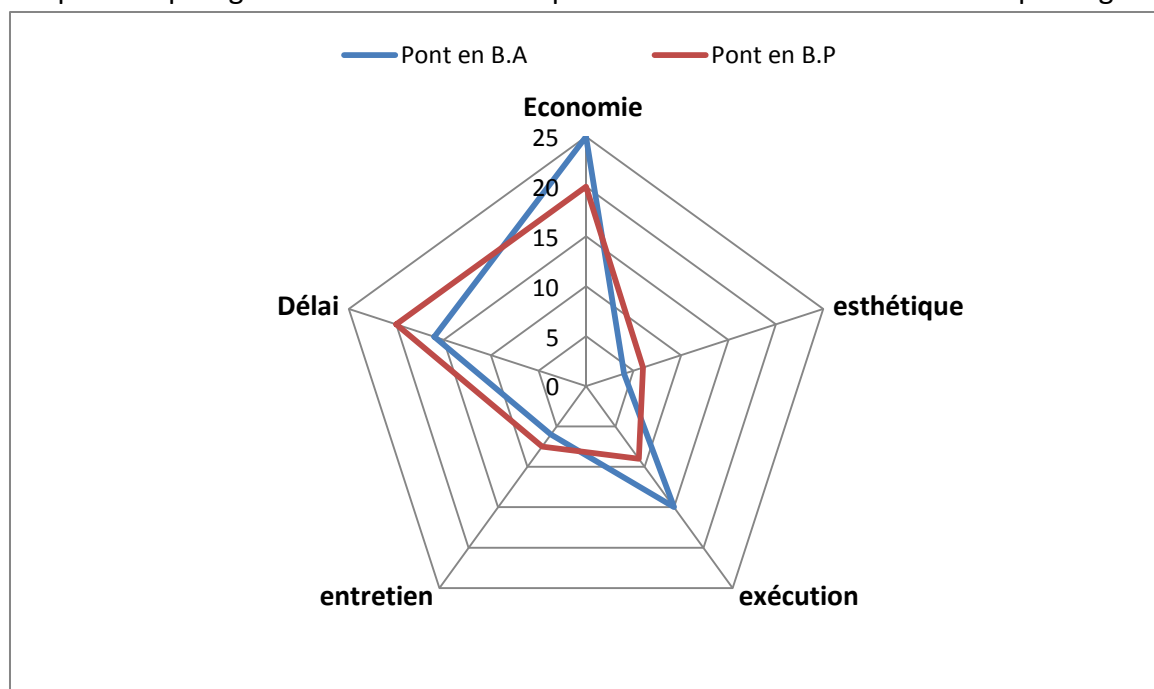 Pont en B.A
Pont en B.P
Economie
25
20
15
10
5
0
esthétique
exécution
entretien
Délai